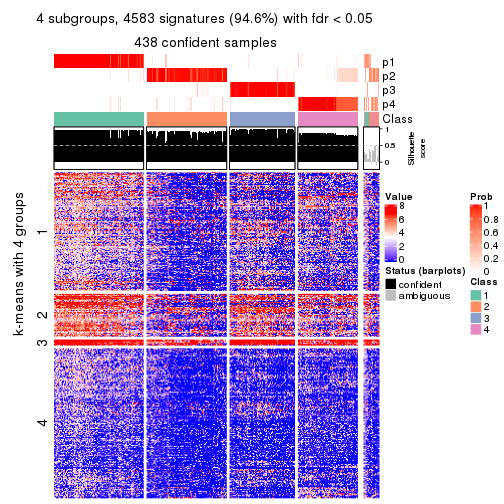 4 subgroups, 4583 signatures (94.6%) with fdr < 0.05
438 confident samples
p1
p2
p3
p4
Class
1
0.5
0
Silhouette
score
k-means with 4 groups
1
2
3
4
Value
8
6
4
2
0
Status (barplots)
confident
ambiguous
Prob
1
0.8
0.6
0.4
0.2
0
Class
1
2
3
4